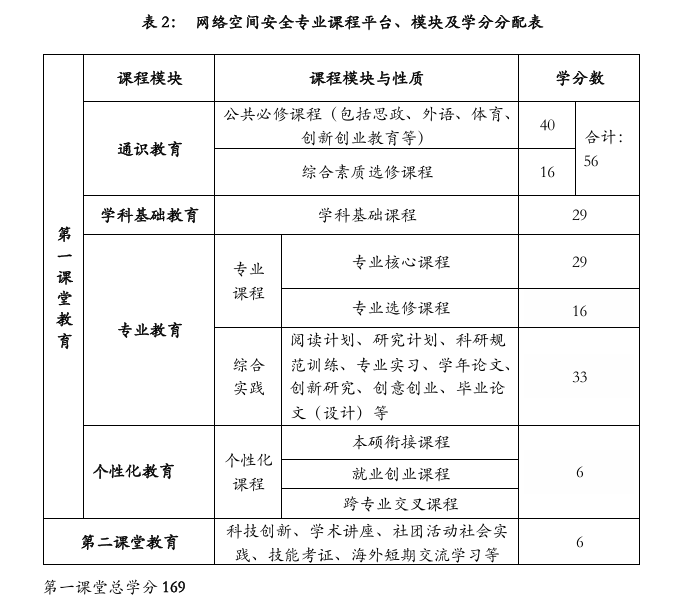 表 2： 网络空间安全专业课程平台、模块及学分分配表
课程模块 课程模块与性质 学分数
第一课堂教育
通识教育
公共必修课程（包括思政、外语、体育、
创新创业教育等）
40
合计：
56
综合素质选修课程
16
学科基础教育 学科基础课程 29
专业教育
专业
课程
专业核心课程 29
专业选修课程 16
综合
实践
阅读计划、研究计划、科研规
范训练、专业实习、学年论文、
创新研究、创意创业、毕业论
文（设计）等
33
个性化教育
个性化
课程
本硕衔接课程
就业创业课程
跨专业交叉课程
6
第二课堂教育
科技创新、学术讲座、社团活动社会实
践、技能考证、海外短期交流学习等
6
第一课堂总学分 169